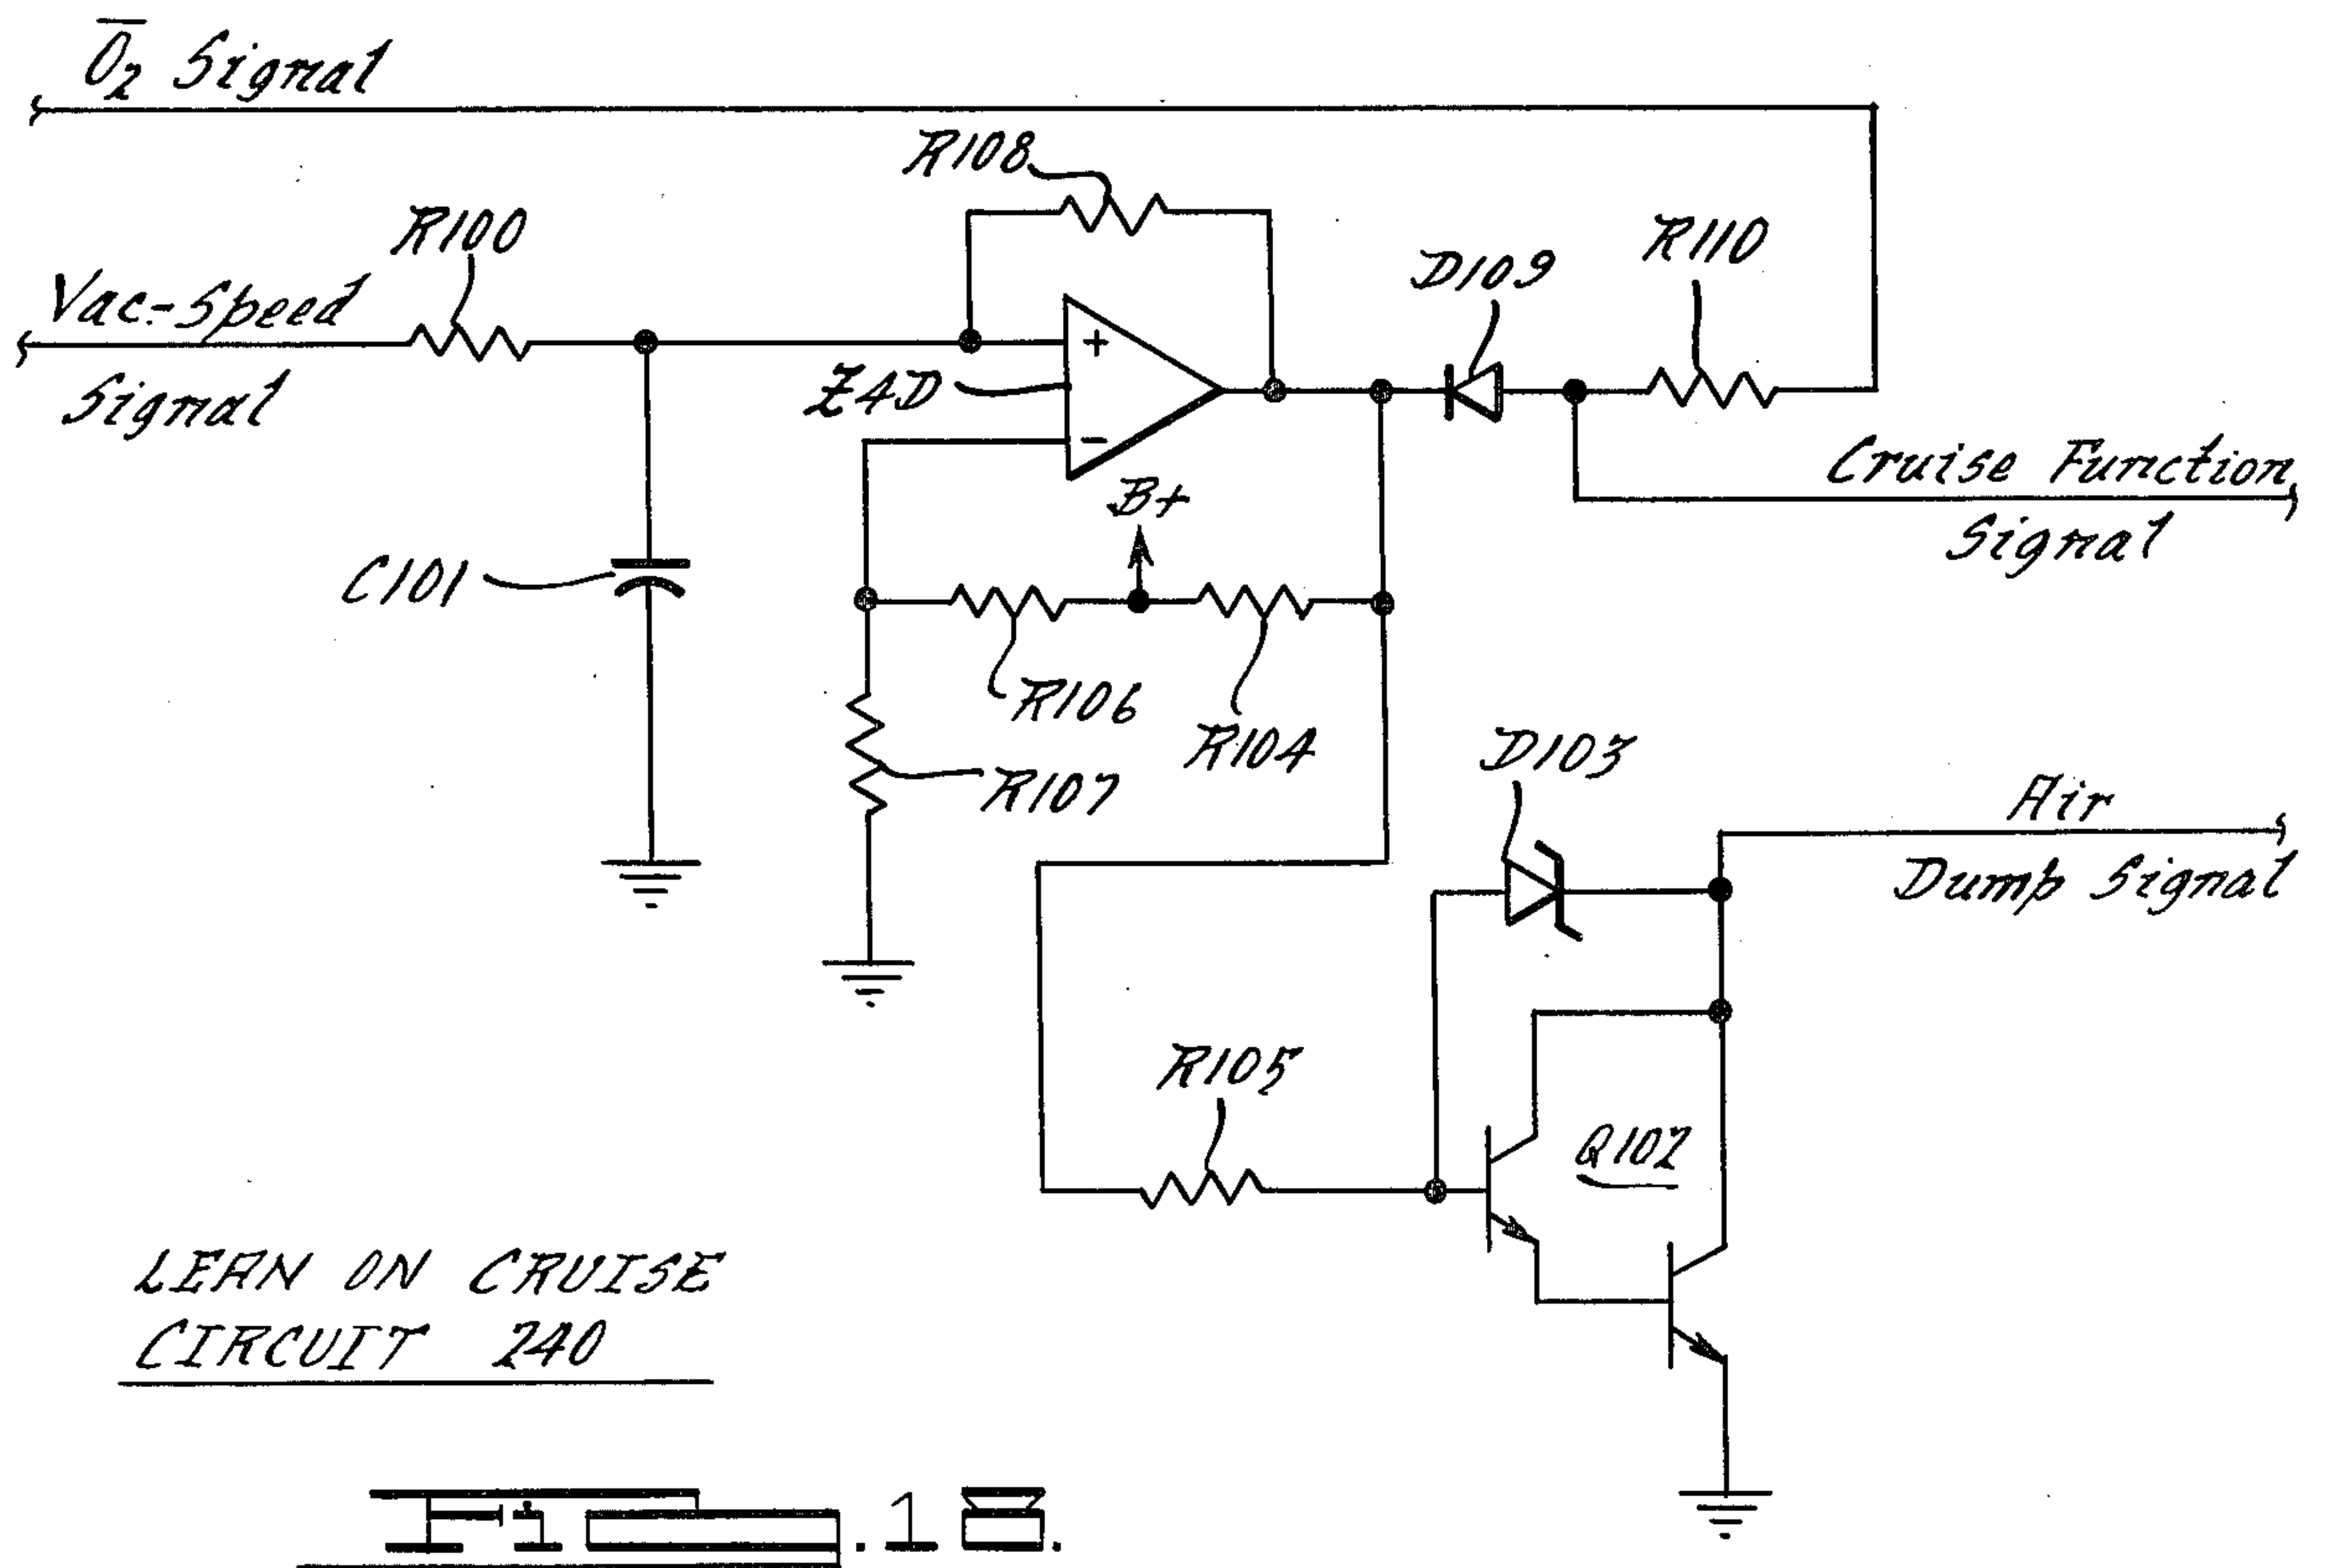 O̅₂ Signal
R108
R100
Vac.-Speed
Signal
D109
R110
Z4D
+
-
Cruise Function
Signal
B+
C101
R106
R104
R107
D103
Air
Dump Signal
R105
Q102
LEAN ON CRUISE
CIRCUIT 240
Fig.18.